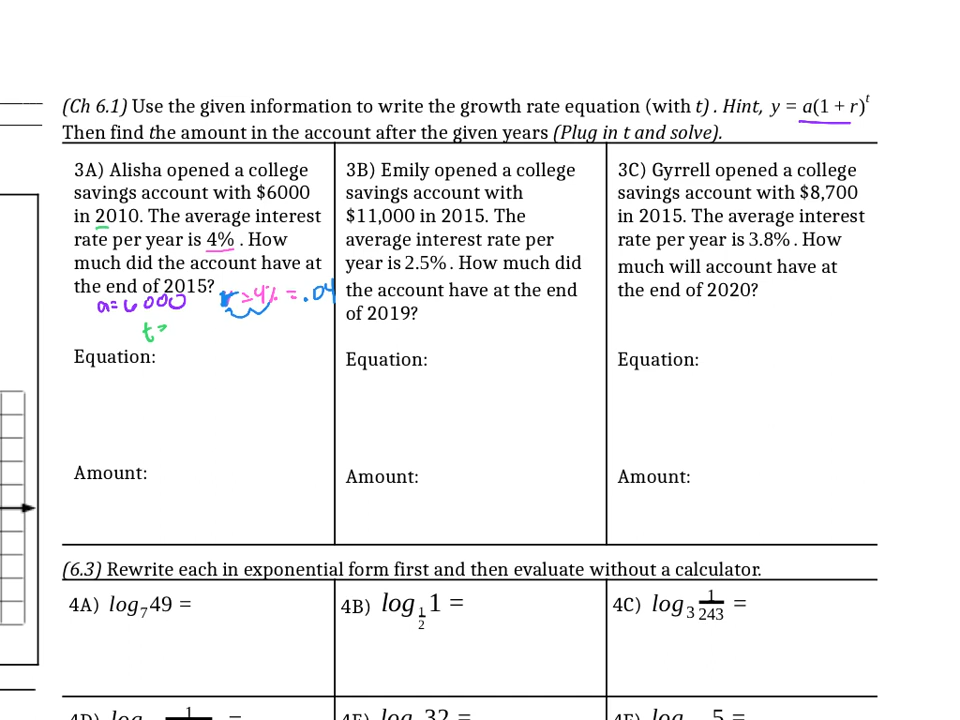 (Ch 6.1) Use the given information to write the growth rate equation (with t) . Hint, y = a(1 + r)^t
Then find the amount in the account after the given years (Plug in t and solve).
3A) Alisha opened a college
savings account with $6000
in 2010. The average interest
rate per year is 4% . How
much did the account have at
the end of 2015?
a=6000 r=4% = .04
t=
Equation:
Amount:
3B) Emily opened a college
savings account with
$11,000 in 2015. The
average interest rate per
year is 2.5% . How much did
the account have at the end
of 2019?
Equation:
Amount:
3C) Gyrrell opened a college
savings account with $8,700
in 2015. The average interest
rate per year is 3.8% . How
much will account have at
the end of 2020?
Equation:
Amount:
(6.3) Rewrite each in exponential form first and then evaluate without a calculator.
4A) log₇49 =
4B) log_(1/2) 1 =
4C) log₃ 1/243 =